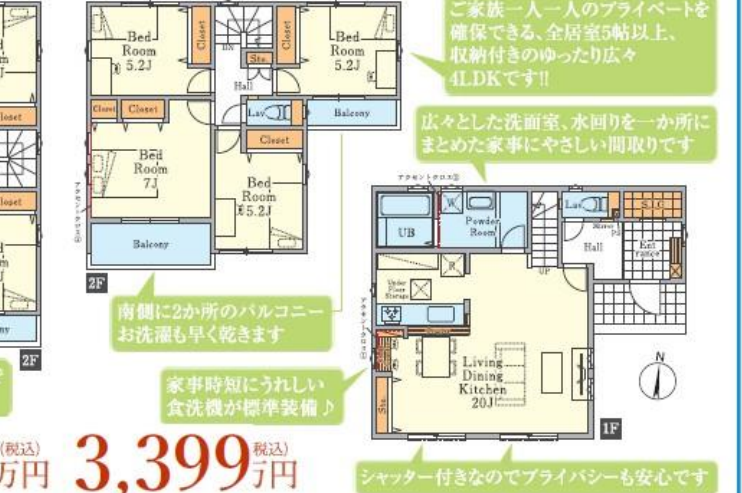 ご家族一人一人のプライベートを
確保できる、全居室5帖以上、
収納付きのゆったり広々
4LDKです!!
Bed
Room
5.2J
Closet
DN
Hall
Closet
Sto.
Bed
Room
5.2J
Closet
Closet
Lav.
Balcony
Closet
Bed
Room
7J
Bed
Room
5.2J
Balcony
2F
Closet
Closet
2F
広々とした洗面室、水回りを一か所に
まとめた家事にやさしい間取りです
UB
W
Powder
Room
Lav.
S.I.C
Hall
Ent
rance
UP
Under
Floor
Storage
R
Living
Dining
Kitchen
20J
Sto.
N
1F
南側に2か所のバルコニー
お洗濯も早く乾きます
家事時短にうれしい
食洗機が標準装備♪
(税込)
万円
3,399万円
(税込)
シャッター付きなのでプライバシーも安心です